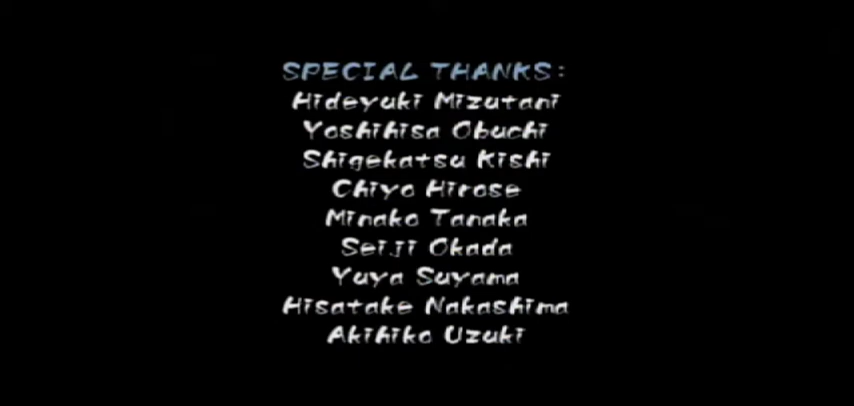 SPECIAL THANKS:
Hideyuki Mizutani
Yoshihisa Obuchi
Shigekatsu Kishi
Chiyo Hirose
Minako Tanaka
Seiji Okada
Yuya Suyama
Hisatake Nakashima
Akihiko Uzuki